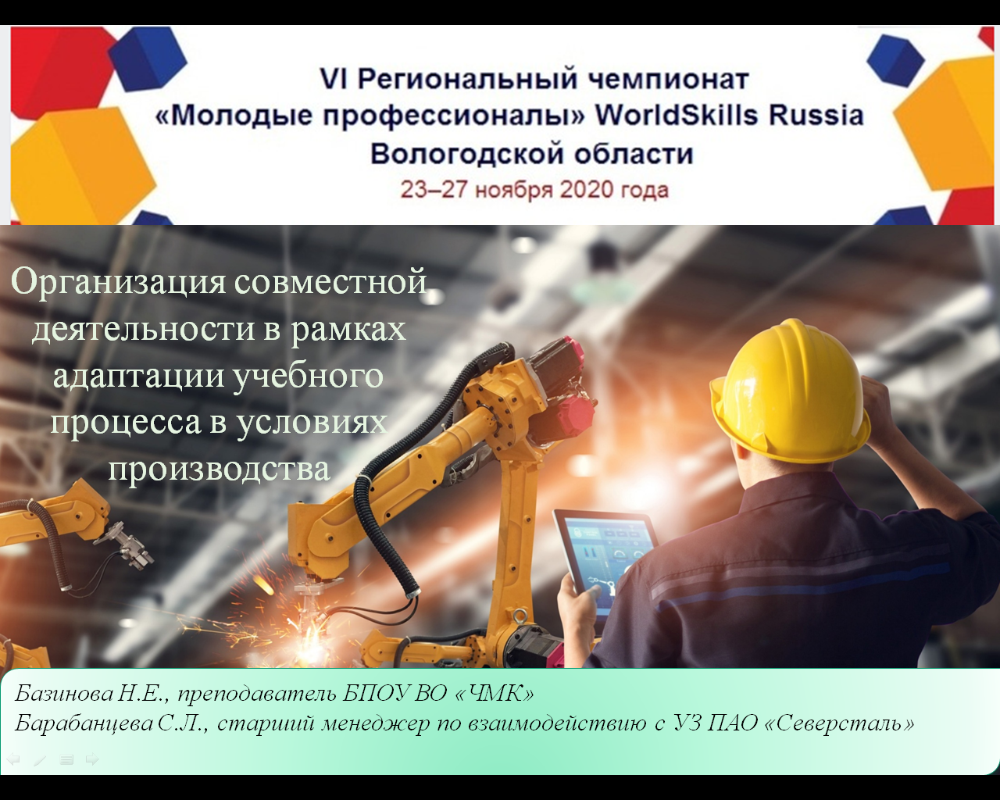 VI Региональный чемпионат
«Молодые профессионалы» WorldSkills Russia
Вологодской области
23–27 ноября 2020 года
Организация совместной
деятельности в рамках
адаптации учебного
процесса в условиях
производства
Базинова Н.Е., преподаватель БПОУ ВО «ЧМК»
Барабанцева С.Л., старший менеджер по взаимодействию с УЗ ПАО «Северсталь»